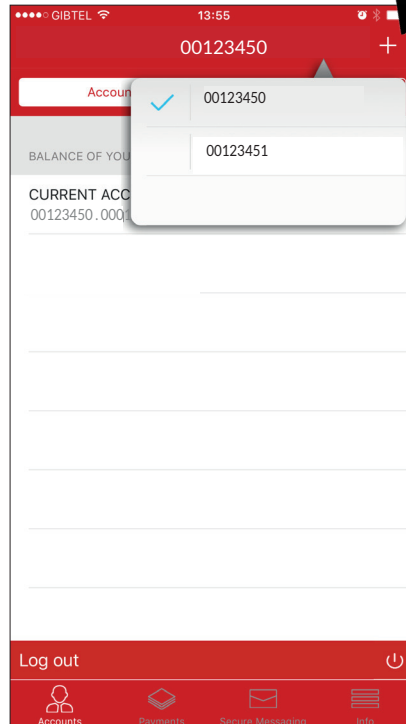 GIBTEL 13:55
00123450 +
Accoun
00123450
00123451
BALANCE OF YOU
CURRENT ACC
00123450.000
Log out
Accounts Payments Secure Messaging Info